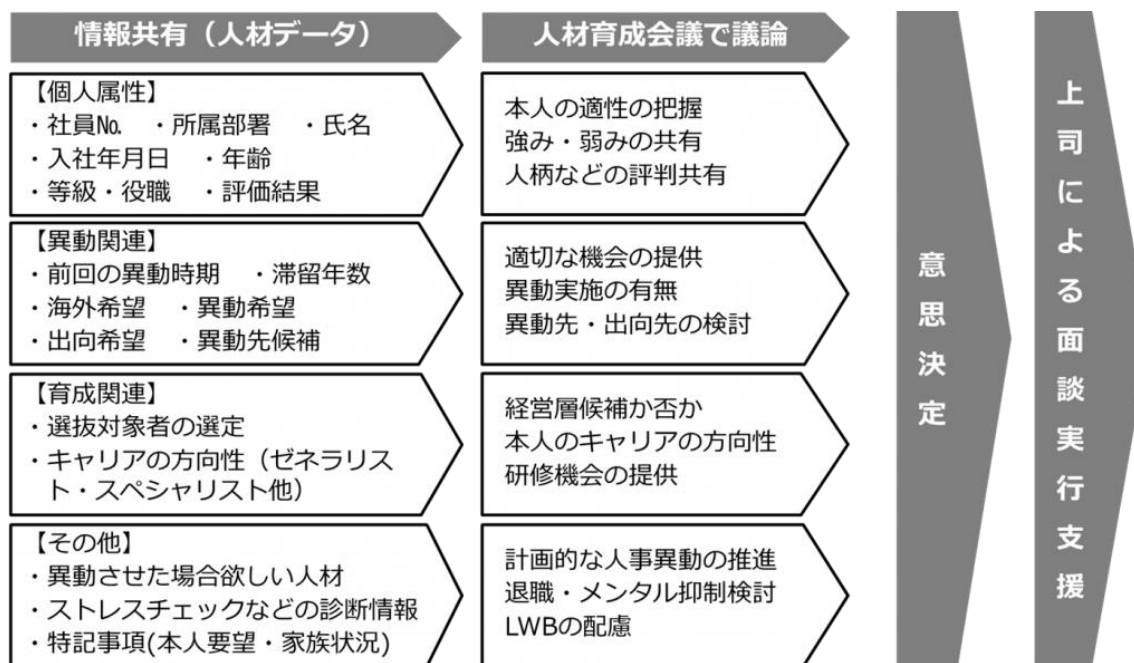 情報共有（人材データ）
【個人属性】
・社員№　・所属部署　・氏名
・入社年月日　・年齢
・等級・役職　・評価結果
【異動関連】
・前回の異動時期　・滞留年数
・海外希望　・異動希望
・出向希望　・異動先候補
【育成関連】
・選抜対象者の選定
・キャリアの方向性（ゼネラリス
ト・スペシャリスト他）
【その他】
・異動させた場合欲しい人材
・ストレスチェックなどの診断情報
・特記事項(本人要望・家族状況)
人材育成会議で議論
本人の適性の把握
強み・弱みの共有
人柄などの評判共有
適切な機会の提供
異動実施の有無
異動先・出向先の検討
経営層候補か否か
本人のキャリアの方向性
研修機会の提供
計画的な人事異動の推進
退職・メンタル抑制検討
LWBの配慮
意思決定
上司による面談実行支援